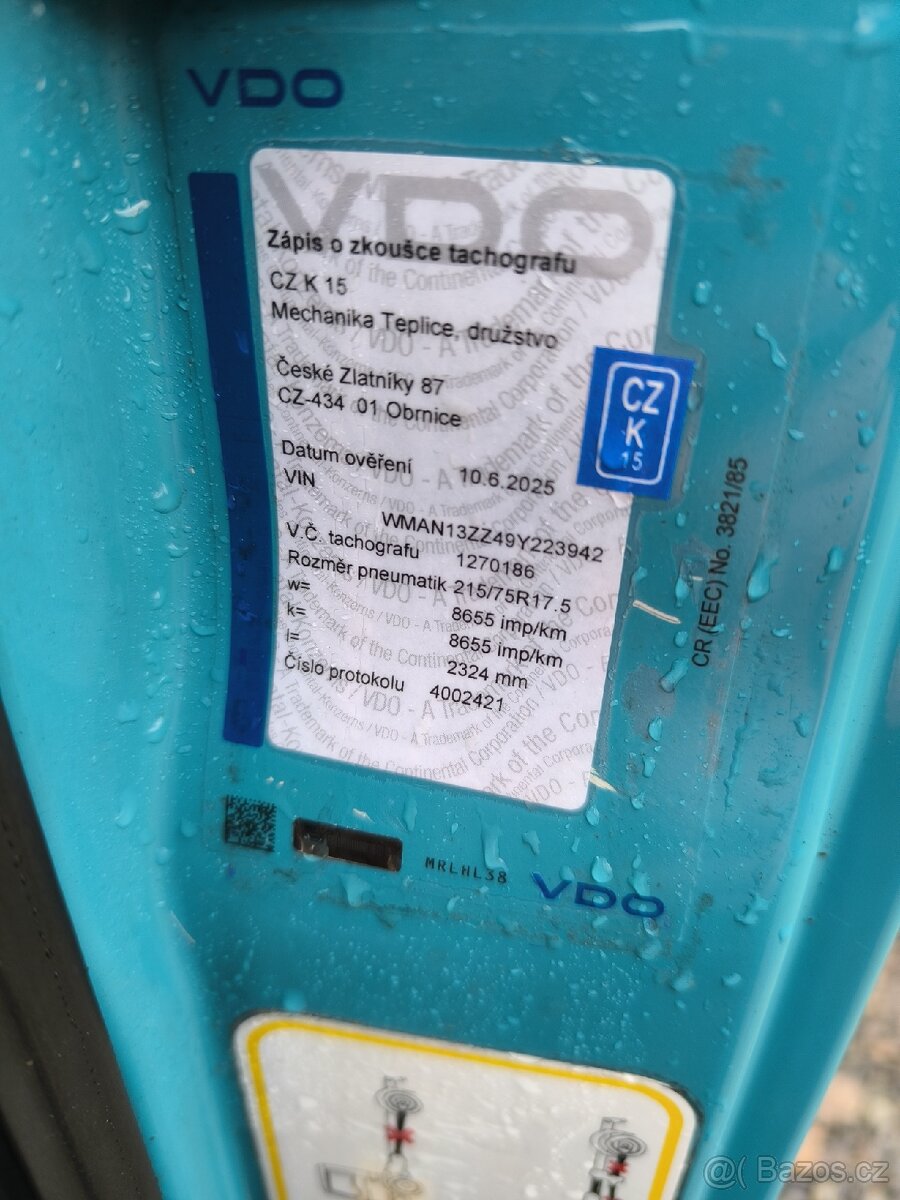 VDO
VDO
Zápis o zkoušce tachografu
CZ K 15
Mechanika Teplice, družstvo
České Zlatníky 87
CZ-434 01 Obrnice
CZ
K
15
Datum ověření 10.6.2025
VIN
WMAN13ZZ49Y223942
V.Č. tachografu 1270186
Rozměr pneumatik 215/75R17.5
w= 8655 imp/km
k= 8655 imp/km
l= 2324 mm
Číslo protokolu 4002421
CR (EEC) No. 3821/85
MRLHL38
VDO
@( Bazos.cz